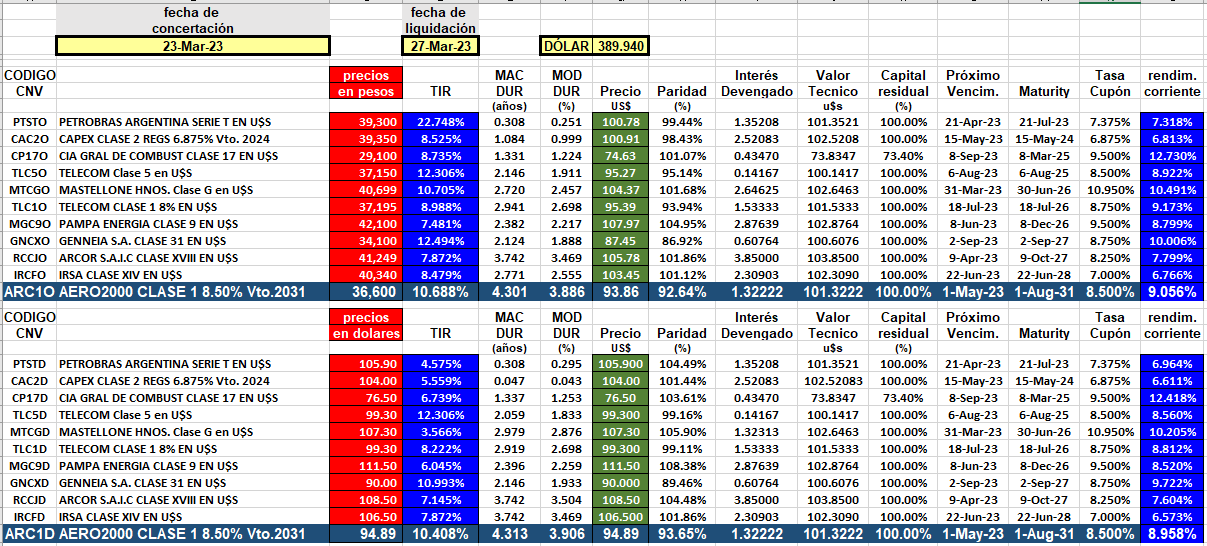 fecha de concertación fecha de liquidación
23-Mar-23 27-Mar-23 DÓLAR 389.940
CODIGO precios MAC MOD Interés Valor Capital Próximo Tasa rendim.
CNV en pesos TIR DUR DUR Precio Paridad Devengado Tecnico residual Vencim. Maturity Cupón corriente
(años) (%) US$ (%) u$s (%)
PTSTO PETROBRAS ARGENTINA SERIE T EN U$S 39,300 22.748% 0.308 0.251 100.78 99.44% 1.35208 101.3521 100.00% 21-Apr-23 21-Jul-23 7.375% 7.318%
CAC2O CAPEX CLASE 2 REGS 6.875% Vto. 2024 39,350 8.525% 1.084 0.999 100.91 98.43% 2.52083 102.5208 100.00% 15-May-23 15-May-24 6.875% 6.813%
CP17O CIA GRAL DE COMBUST CLASE 17 EN U$S 29,100 8.735% 1.331 1.224 74.63 101.07% 0.43470 73.8347 73.40% 8-Sep-23 8-Mar-25 9.500% 12.730%
TLC5O TELECOM Clase 5 en U$S 37,150 12.306% 2.146 1.911 95.27 95.14% 0.14167 100.1417 100.00% 6-Aug-23 6-Aug-25 8.500% 8.922%
MTCGO MASTELLONE HNOS. Clase G en U$S 40,699 10.705% 2.720 2.457 104.37 101.68% 2.64625 102.6463 100.00% 31-Mar-23 30-Jun-26 10.950% 10.491%
TLC1O TELECOM CLASE 1 8% EN U$S 37,195 8.988% 2.941 2.698 95.39 93.94% 1.53333 101.5333 100.00% 18-Jul-23 18-Jul-26 8.750% 9.173%
MGC9O PAMPA ENERGIA CLASE 9 EN U$S 42,100 7.481% 2.382 2.217 107.97 104.95% 2.87639 102.8764 100.00% 8-Jun-23 8-Dec-26 9.500% 8.799%
GNCXO GENNEIA S.A. CLASE 31 EN U$S 34,100 12.494% 2.124 1.888 87.45 86.92% 0.60764 100.6076 100.00% 2-Sep-23 2-Sep-27 8.750% 10.006%
RCCJO ARCOR S.A.I.C CLASE XVIII EN U$S 41,249 7.872% 3.742 3.469 105.78 101.86% 3.85000 103.8500 100.00% 9-Apr-23 9-Oct-27 8.250% 7.799%
IRCFO IRSA CLASE XIV EN U$S 40,340 8.479% 2.771 2.555 103.45 101.12% 2.30903 102.3090 100.00% 22-Jun-23 22-Jun-28 7.000% 6.766%
ARC1O AERO2000 CLASE 1 8.50% Vto.2031 36,600 10.688% 4.301 3.886 93.86 92.64% 1.32222 101.3222 100.00% 1-May-23 1-Aug-31 8.500% 9.056%
CODIGO precios MAC MOD Interés Valor Capital Próximo Tasa rendim.
CNV en dolares TIR DUR DUR Precio Paridad Devengado Tecnico residual Vencim. Maturity Cupón corriente
(años) (%) US$ (%) u$s (%)
PTSTD PETROBRAS ARGENTINA SERIE T EN U$S 105.90 4.575% 0.308 0.295 105.900 104.49% 1.35208 101.3521 100.00% 21-Apr-23 21-Jul-23 7.375% 6.964%
CAC2D CAPEX CLASE 2 REGS 6.875% Vto. 2024 104.00 5.559% 0.047 0.043 104.00 101.44% 2.52083 102.52083 100.00% 15-May-23 15-May-24 6.875% 6.611%
CP17D CIA GRAL DE COMBUST CLASE 17 EN U$S 76.50 6.739% 1.337 1.253 76.50 103.61% 0.43470 73.8347 73.40% 8-Sep-23 8-Mar-25 9.500% 12.418%
TLC5D TELECOM Clase 5 en U$S 99.30 12.306% 2.059 1.833 99.300 99.16% 0.14167 100.1417 100.00% 6-Aug-23 6-Aug-25 8.500% 8.560%
MTCGD MASTELLONE HNOS. Clase G en U$S 107.30 3.566% 2.979 2.876 107.30 105.90% 1.32313 102.6463 100.00% 31-Mar-23 30-Jun-26 10.950% 10.205%
TLC1D TELECOM CLASE 1 8% EN U$S 99.30 8.222% 2.919 2.698 99.300 99.11% 1.53333 101.5333 100.00% 18-Jul-23 18-Jul-26 8.750% 8.812%
MGC9D PAMPA ENERGIA CLASE 9 EN U$S 111.50 6.045% 2.396 2.259 111.50 108.38% 2.87639 102.8764 100.00% 8-Jun-23 8-Dec-26 9.500% 8.520%
GNCXD GENNEIA S.A. CLASE 31 EN U$S 90.00 10.993% 2.146 1.933 90.000 89.46% 0.60764 100.6076 100.00% 2-Sep-23 2-Sep-27 8.750% 9.722%
RCCJD ARCOR S.A.I.C CLASE XVIII EN U$S 108.50 7.145% 3.742 3.504 108.50 104.48% 3.85000 103.8500 100.00% 9-Apr-23 9-Oct-27 8.250% 7.604%
IRCFD IRSA CLASE XIV EN U$S 106.50 7.872% 3.742 3.469 106.500 101.86% 2.30903 102.3090 100.00% 22-Jun-23 22-Jun-28 7.000% 6.573%
ARC1D AERO2000 CLASE 1 8.50% Vto.2031 94.89 10.408% 4.313 3.906 94.89 93.65% 1.32222 101.3222 100.00% 1-May-23 1-Aug-31 8.500% 8.958%